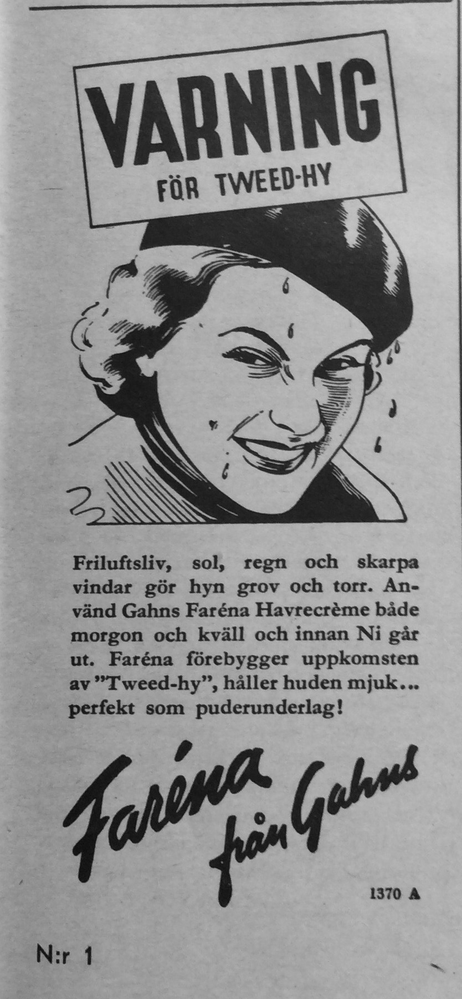 VARNING
FÖR TWEED-HY
Friluftsliv, sol, regn och skarpa
vindar gör hyn grov och torr. An-
vänd Gahns Faréna Havrecrème både
morgon och kväll och innan Ni går
ut. Faréna förebygger uppkomsten
av ”Tweed-hy”, håller huden mjuk...
perfekt som puderunderlag!
Faréna
från Gahns
1370 A
N:r 1